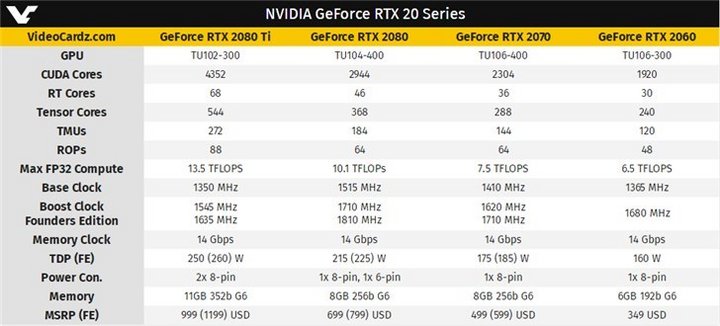 NVIDIA GeForce RTX 20 Series
VideoCardz.com GeForce RTX 2080 Ti GeForce RTX 2080 GeForce RTX 2070 GeForce RTX 2060
GPU TU102-300 TU104-400 TU106-400 TU106-300
CUDA Cores 4352 2944 2304 1920
RT Cores 68 46 36 30
Tensor Cores 544 368 288 240
TMUs 272 184 144 120
ROPs 88 64 64 48
Max FP32 Compute 13.5 TFLOPS 10.1 TFLOPs 7.5 TFLOPS 6.5 TFLOPS
Base Clock 1350 MHz 1515 MHz 1410 MHz 1365 MHz
Boost Clock 1545 MHz 1710 MHz 1620 MHz 1680 MHz
Founders Edition 1635 MHz 1810 MHz 1710 MHz
Memory Clock 14 Gbps 14 Gbps 14 Gbps 14 Gbps
TDP (FE) 250 (260) W 215 (225) W 175 (185) W 160 W
Power Con. 2x 8-pin 1x 8-pin, 1x 6-pin 1x 8-pin 1x 8-pin
Memory 11GB 352b G6 8GB 256b G6 8GB 256b G6 6GB 192b G6
MSRP (FE) 999 (1199) USD 699 (799) USD 499 (599) USD 349 USD